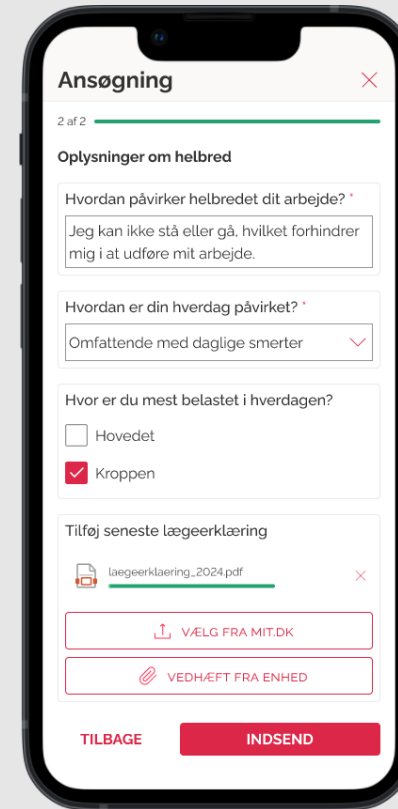 Ansøgning
2 af 2
Oplysninger om helbred
Hvordan påvirker helbredet dit arbejde? *
Jeg kan ikke stå eller gå, hvilket forhindrer
mig i at udføre mit arbejde.
Hvordan er din hverdag påvirket? *
Omfattende med daglige smerter
Hvor er du mest belastet i hverdagen?
Hovedet
Kroppen
Tilføj seneste lægeerklæring
laegeerklaering_2024.pdf
VÆLG FRA MIT.DK
VEDHÆFT FRA ENHED
TILBAGE
INDSEND